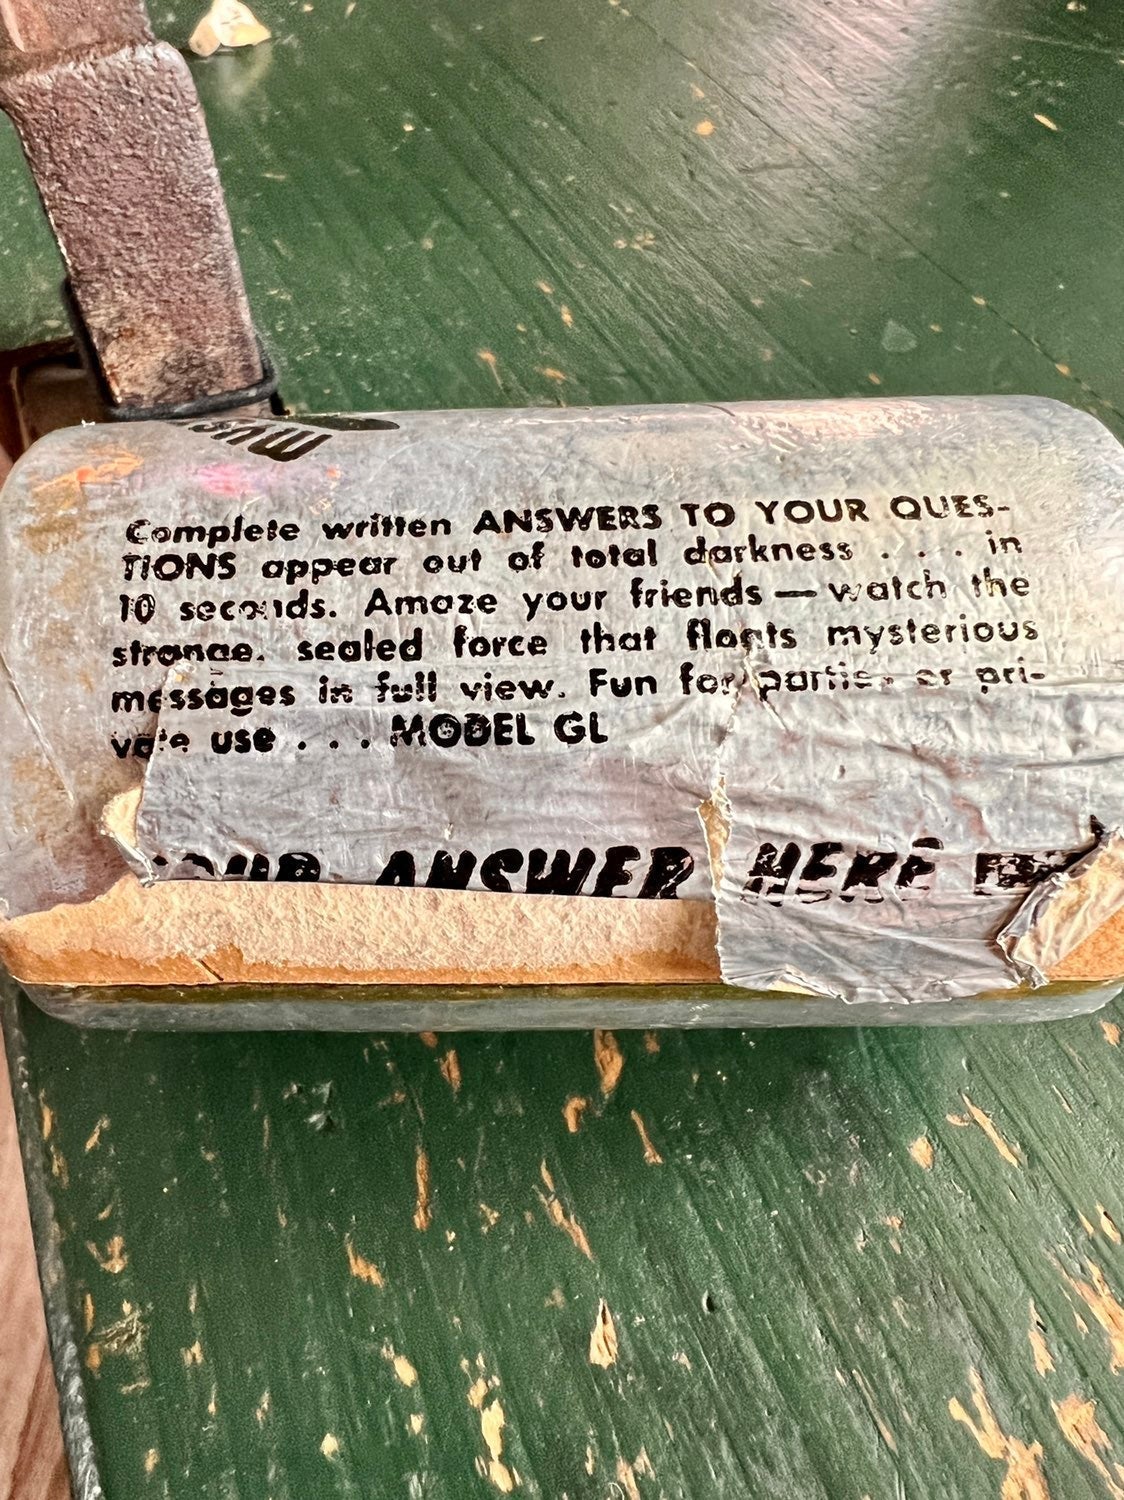 Complete written ANSWERS TO YOUR QUES-
TIONS appear out of total darkness . . . in
10 seconds. Amaze your friends — watch the
strange, sealed force that floats mysterious
messages in full view. Fun for parties or pri-
vate use . . . MODEL GL
YOUR ANSWER HERE